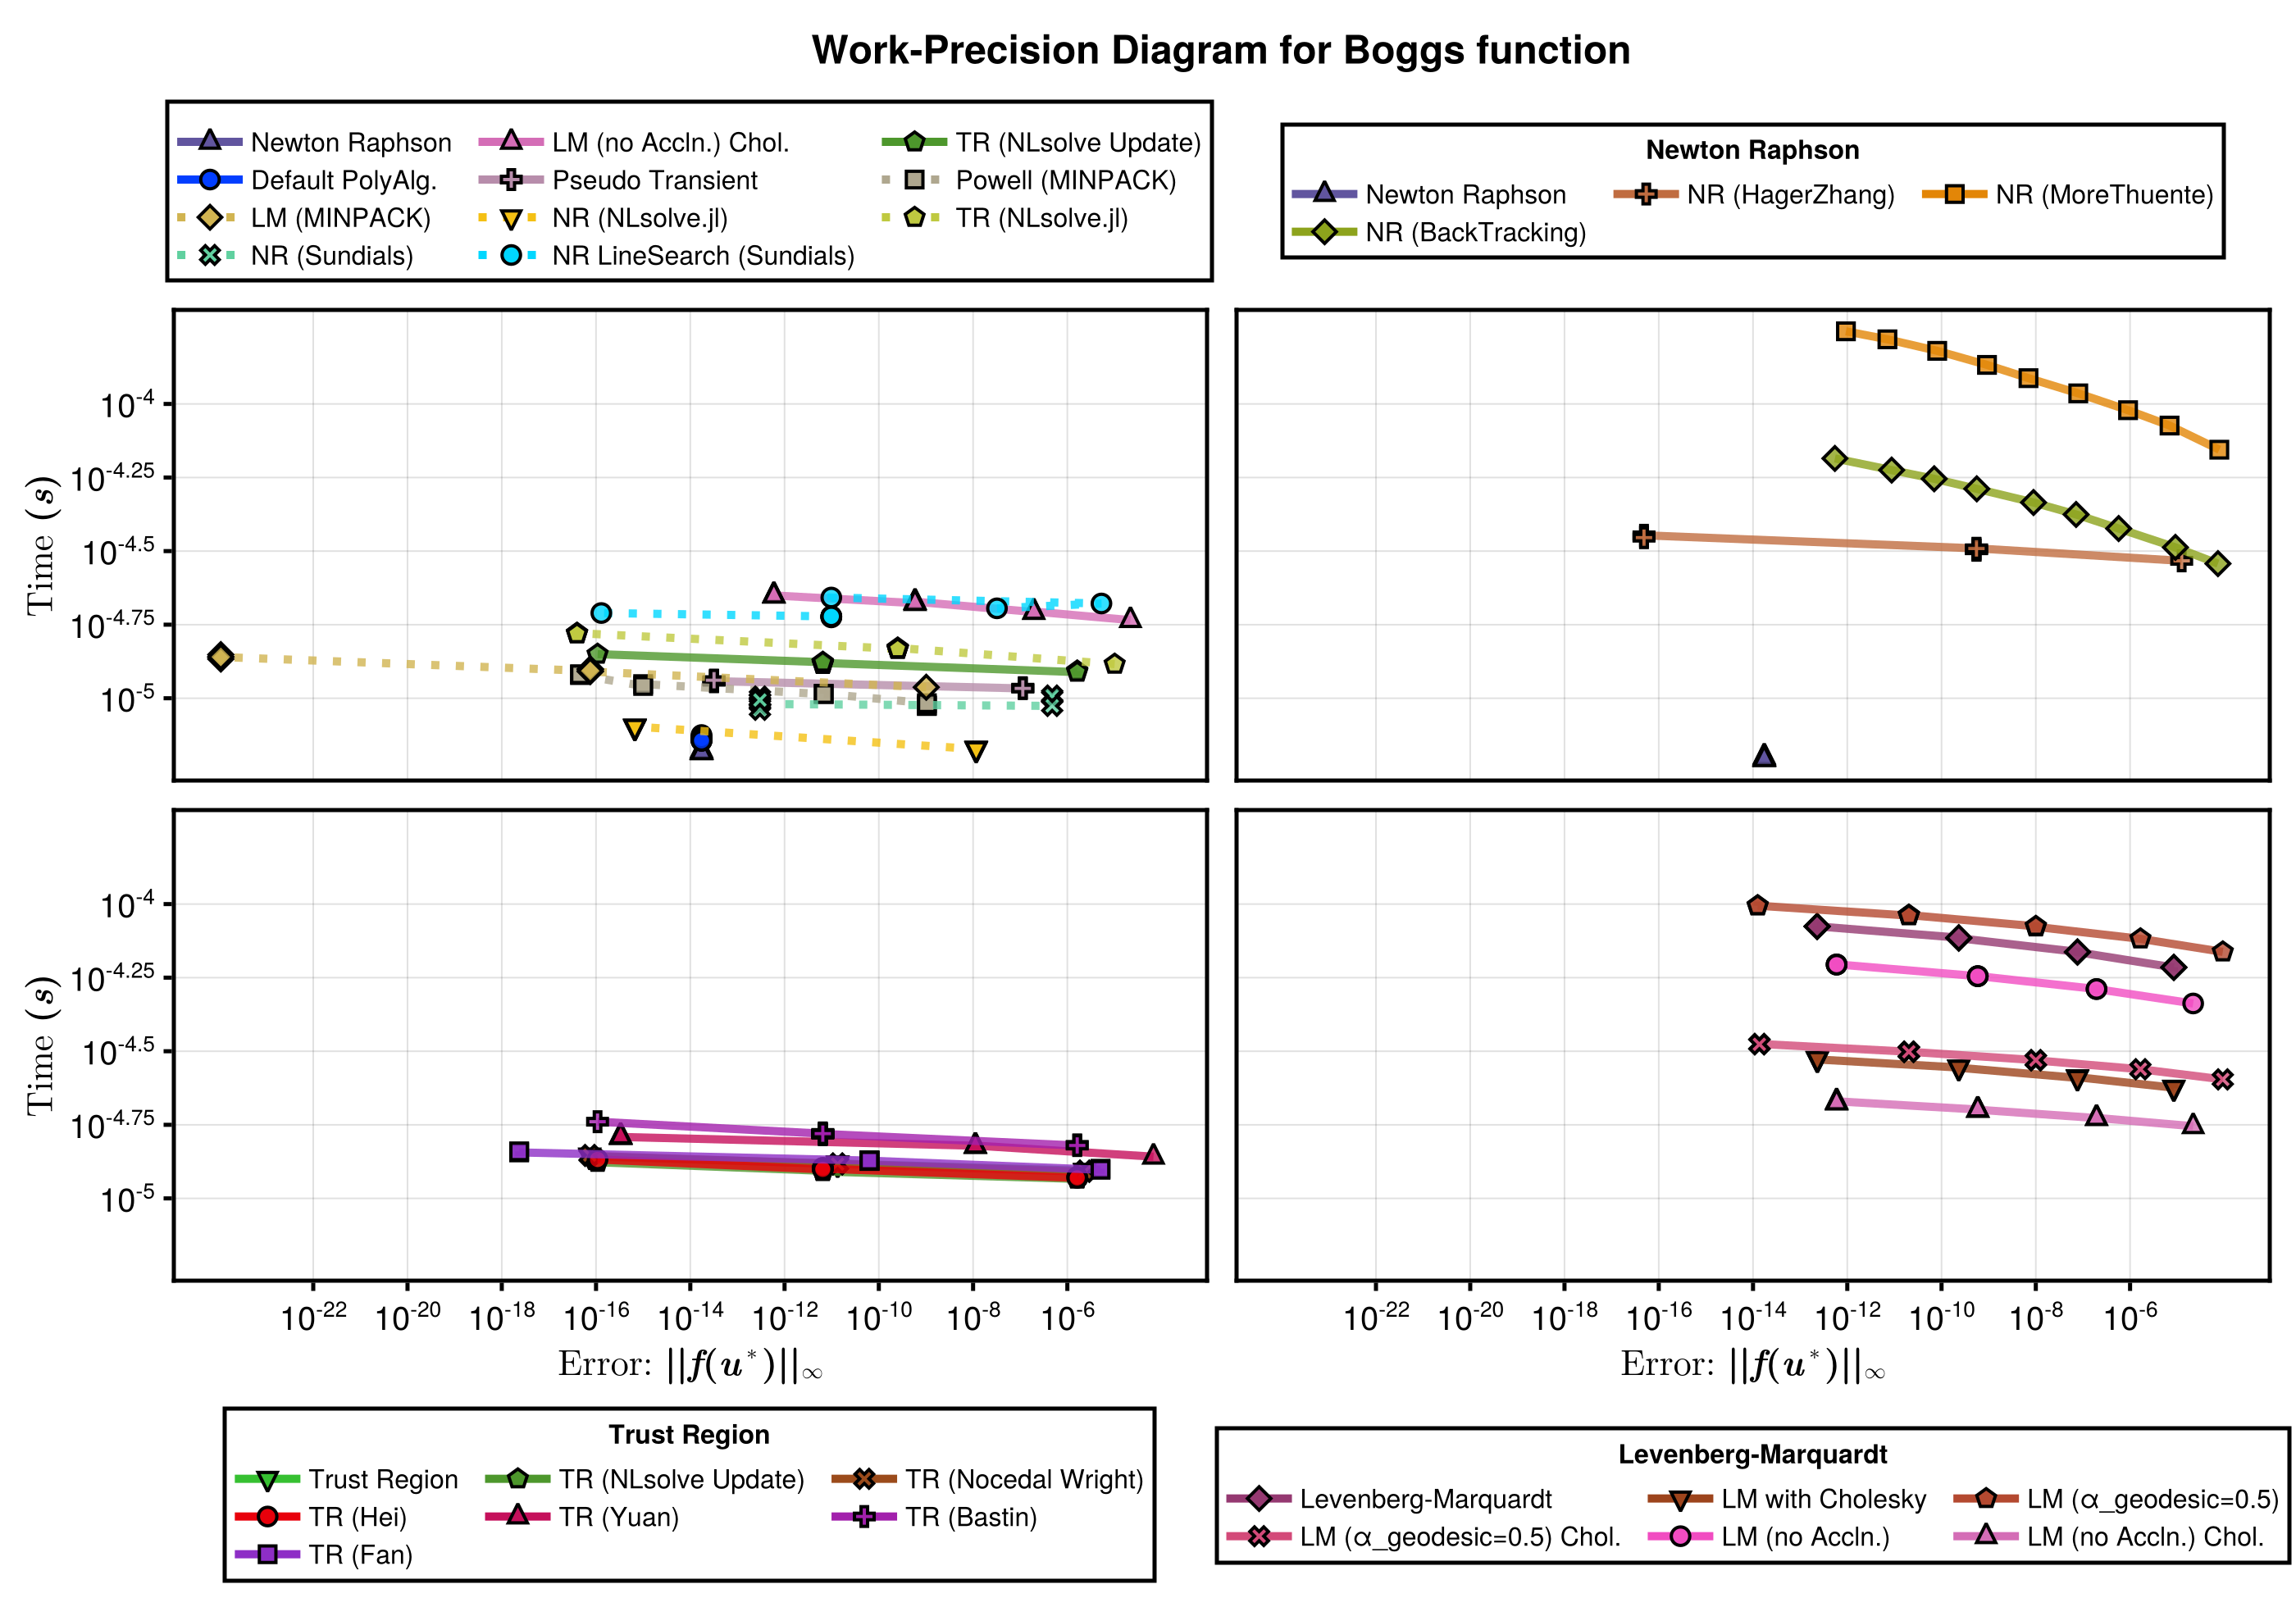 Work-Precision Diagram for Boggs function
Newton Raphson LM (no Accln.) Chol. TR (NLsolve Update)
Default PolyAlg. Pseudo Transient Powell (MINPACK)
LM (MINPACK) NR (NLsolve.jl) TR (NLsolve.jl)
NR (Sundials) NR LineSearch (Sundials)
Newton Raphson
Newton Raphson NR (HagerZhang) NR (MoreThuente)
NR (BackTracking)
Time (s)
10^-4
10^-4.25
10^-4.5
10^-4.75
10^-5
Time (s)
10^-4
10^-4.25
10^-4.5
10^-4.75
10^-5
10^-22 10^-20 10^-18 10^-16 10^-14 10^-12 10^-10 10^-8 10^-6
Error: ||f(u*)||∞
10^-22 10^-20 10^-18 10^-16 10^-14 10^-12 10^-10 10^-8 10^-6
Error: ||f(u*)||∞
Trust Region
Trust Region TR (NLsolve Update) TR (Nocedal Wright)
TR (Hei) TR (Yuan) TR (Bastin)
TR (Fan)
Levenberg-Marquardt
Levenberg-Marquardt LM with Cholesky LM (α_geodesic=0.5)
LM (α_geodesic=0.5) Chol. LM (no Accln.) LM (no Accln.) Chol.